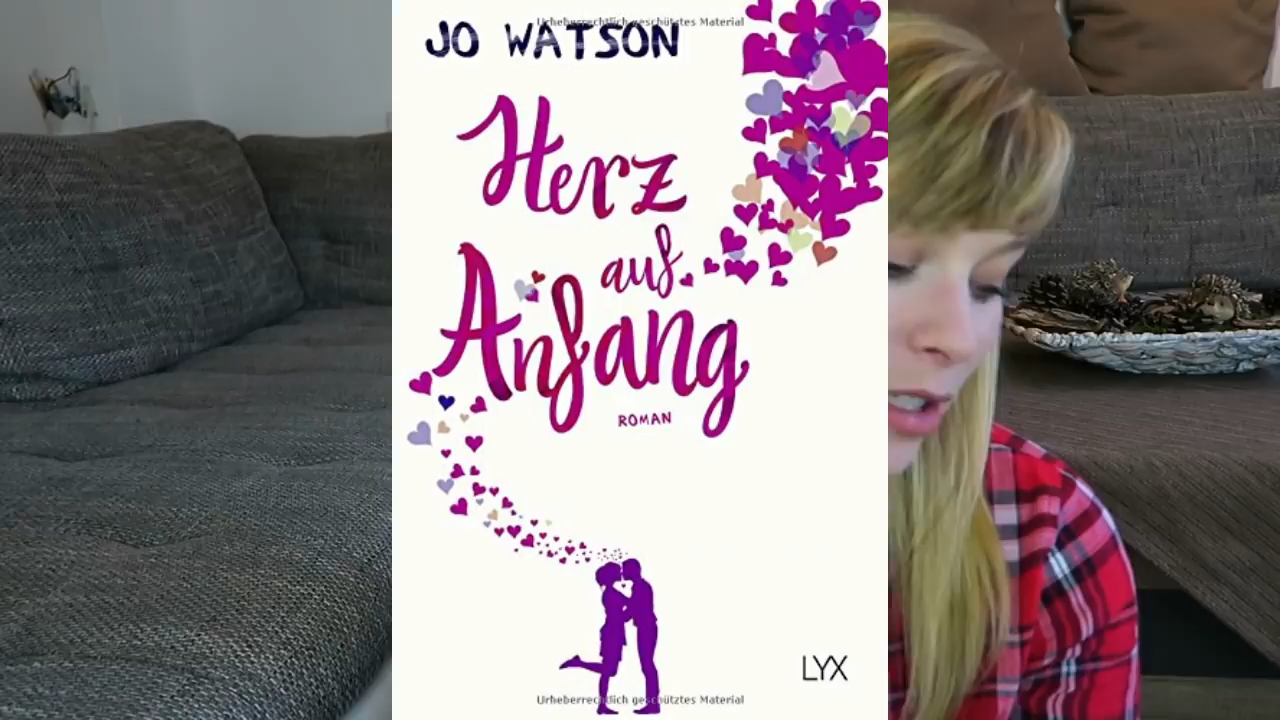 Urheberrechtlich geschütztes Material
JO WATSON
Herz
auf
Anfang
ROMAN
LYX
Urheberrechtlich geschütztes Material